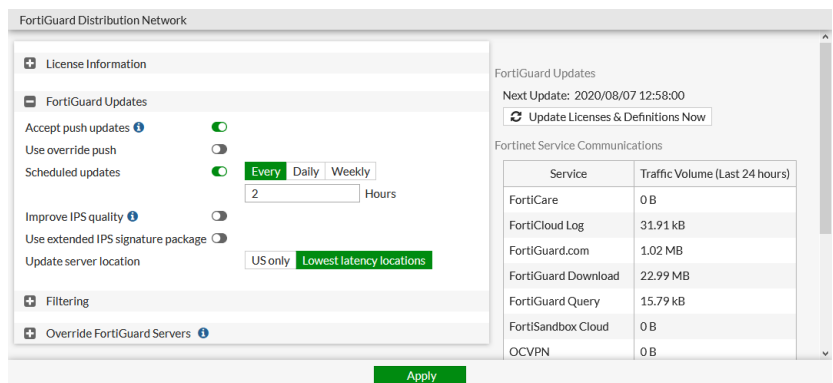 FortiGuard Distribution Network
License Information
FortiGuard Updates
Accept push updates
Use override push
Scheduled updates Every Daily Weekly
2 Hours
Improve IPS quality
Use extended IPS signature package
Update server location US only Lowest latency locations
Filtering
Override FortiGuard Servers
FortiGuard Updates
Next Update: 2020/08/07 12:58:00
Update Licenses & Definitions Now
Fortinet Service Communications
Service Traffic Volume (Last 24 hours)
FortiCare 0 B
FortiCloud Log 31.91 kB
FortiGuard.com 1.02 MB
FortiGuard Download 22.99 MB
FortiGuard Query 15.79 kB
FortiSandbox Cloud 0 B
OCVPN 0 B
Apply